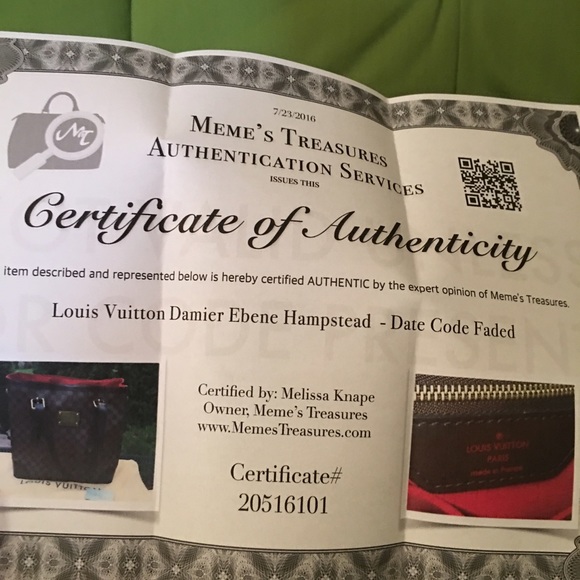 7/23/2016
MEME'S TREASURES
AUTHENTICATION SERVICES
ISSUES THIS
Certificate of Authenticity
item described and represented below is hereby certified AUTHENTIC by the expert opinion of Meme's Treasures.
Louis Vuitton Damier Ebene Hampstead - Date Code Faded
Certified by: Melissa Knape
Owner, Meme's Treasures
www.MemesTreasures.com
Certificate#
20516101
LOUIS VUITTON
LOUIS VUITTON
PARIS
made in France